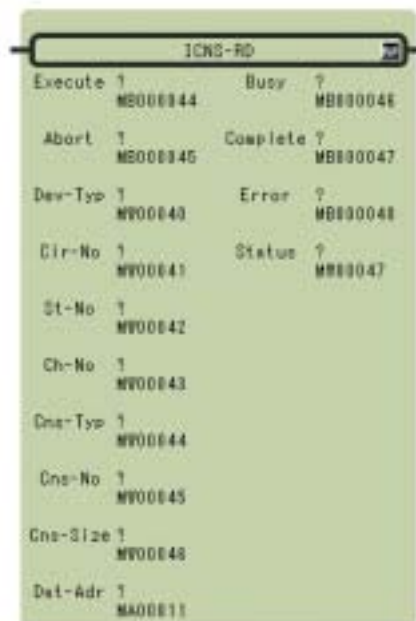 ICNS-RD
Execute ? Busy ?
MB000044 MB000046
Abort ? Complete ?
MB000045 MB000047
Dev-Typ ? Error ?
MW00040 MB000048
Cir-No ? Status ?
MW00041 MW00047
St-No ?
MW00042
Ch-No ?
MW00043
Cns-Typ ?
MW00044
Cns-No ?
MW00045
Cns-Size ?
MW00046
Dat-Adr ?
MA00011